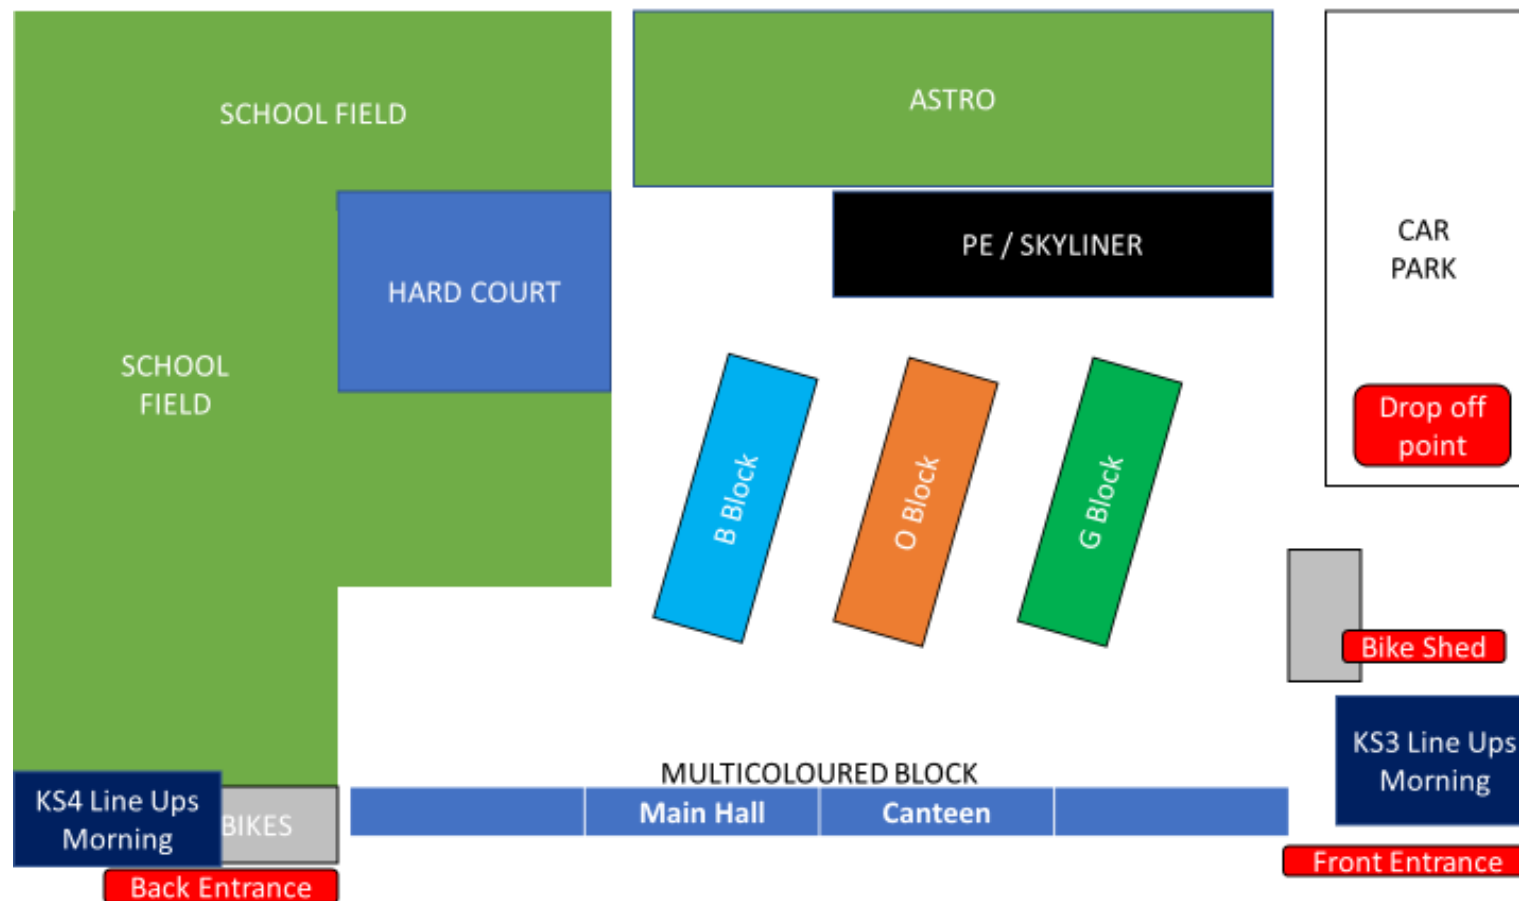 SCHOOL FIELD
ASTRO
PE / SKYLINER
CAR
PARK
HARD COURT
SCHOOL
FIELD
Drop off
point
B Block
O Block
G Block
Bike Shed
KS3 Line Ups
Morning
MULTICOLOURED BLOCK
Main Hall
Canteen
KS4 Line Ups
Morning
BIKES
Front Entrance
Back Entrance